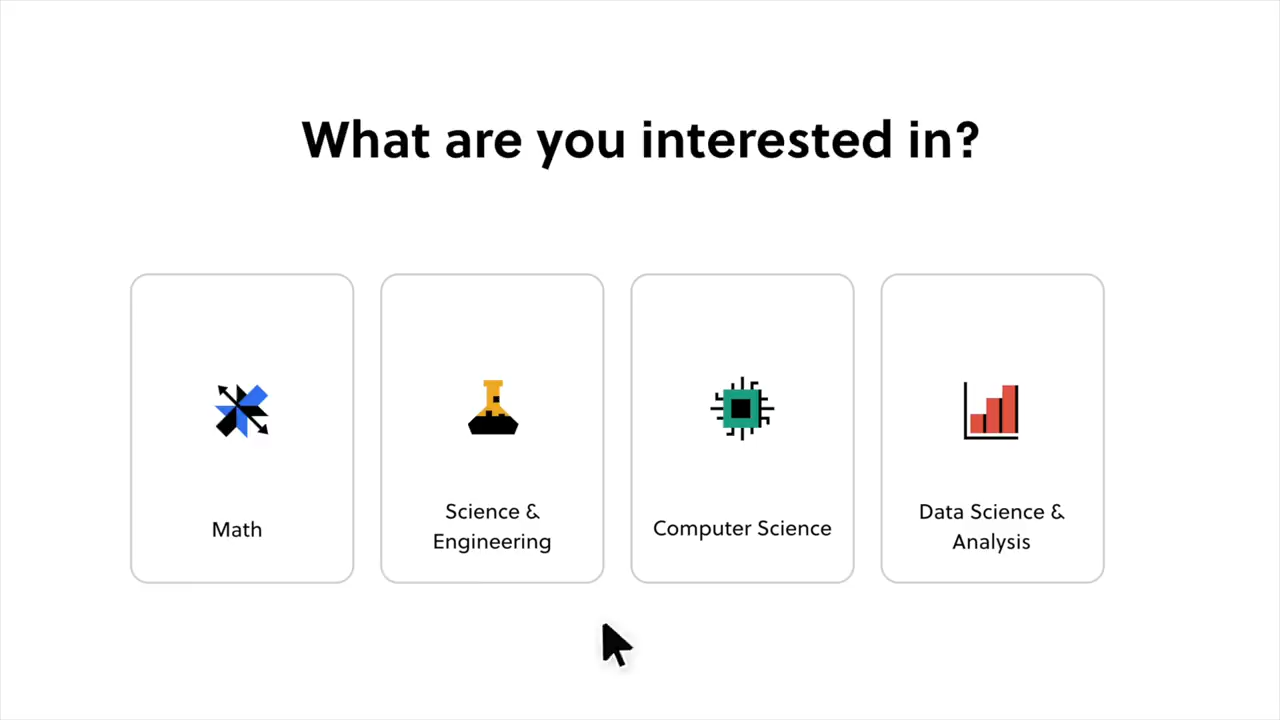 What are you interested in?
Math
Science &
Engineering
Computer Science
Data Science &
Analysis